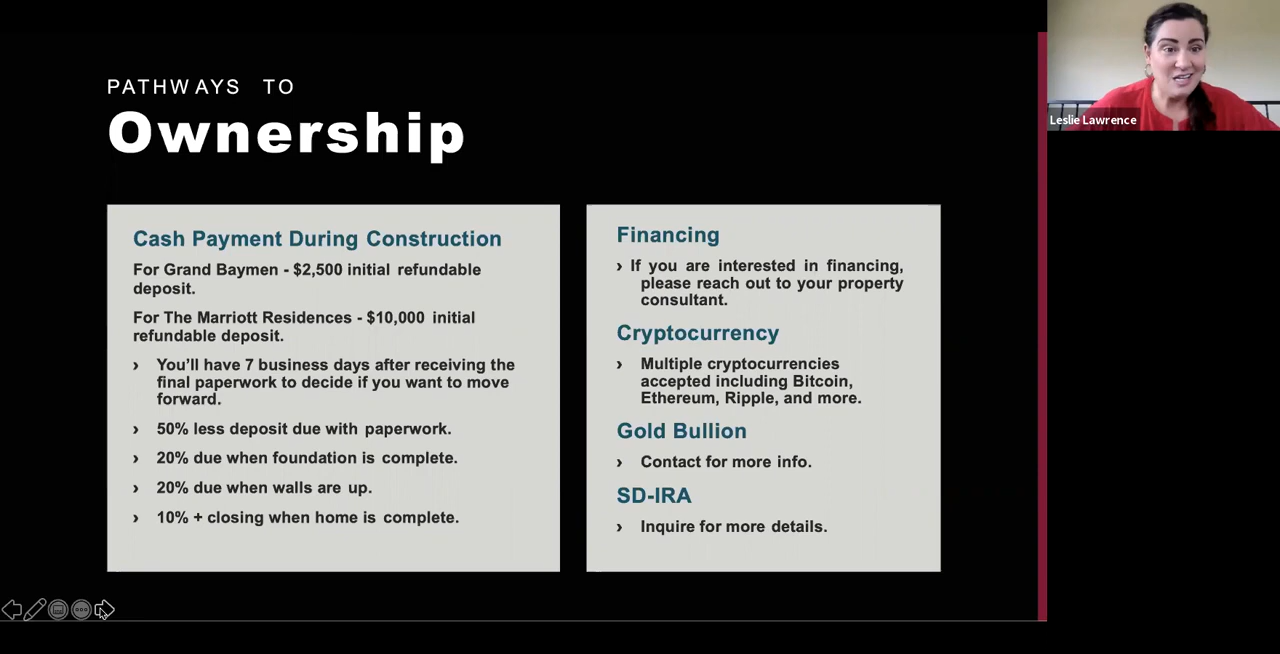 PATHWAYS TO
Ownership
Cash Payment During Construction
For Grand Baymen - $2,500 initial refundable
deposit.
For The Marriott Residences - $10,000 initial
refundable deposit.
› You’ll have 7 business days after receiving the
final paperwork to decide if you want to move
forward.
› 50% less deposit due with paperwork.
› 20% due when foundation is complete.
› 20% due when walls are up.
› 10% + closing when home is complete.
Financing
› If you are interested in financing,
please reach out to your property
consultant.
Cryptocurrency
› Multiple cryptocurrencies
accepted including Bitcoin,
Ethereum, Ripple, and more.
Gold Bullion
› Contact for more info.
SD-IRA
› Inquire for more details.
Leslie Lawrence